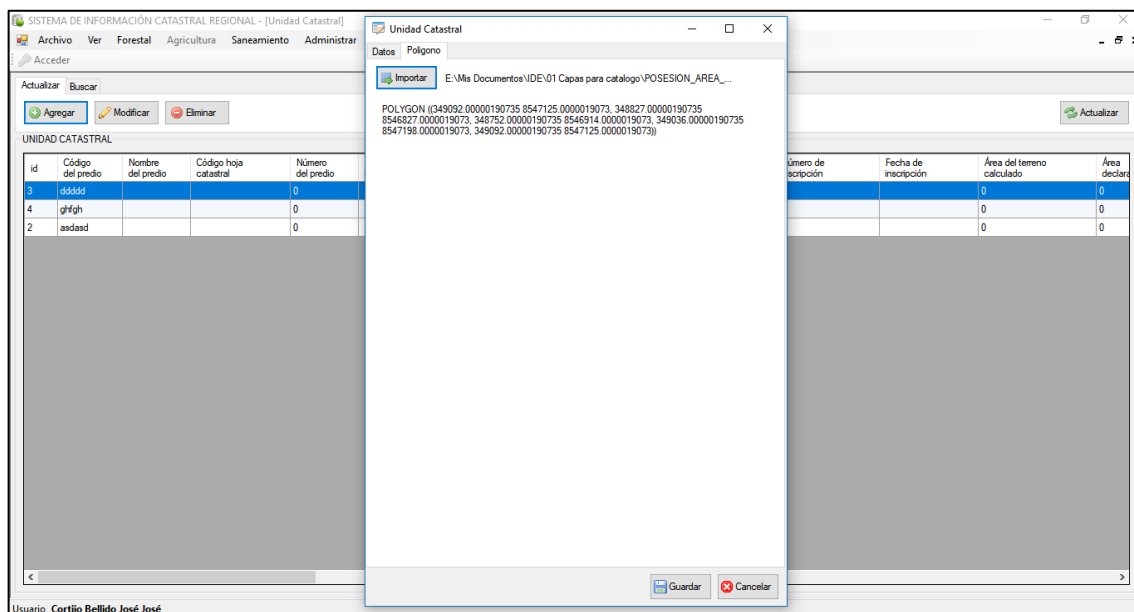 SISTEMA DE INFORMACIÓN CATASTRAL REGIONAL - [Unidad Catastral]
Archivo Ver Forestal Agricultura Saneamiento Administrar
Acceder
Actualizar Buscar
Agregar Modificar Eliminar Actualizar
UNIDAD CATASTRAL
id Código del predio Nombre del predio Código hoja catastral Número del predio úmero de scripción Fecha de inscripción Área del terreno calculado Área declara
3 ddddd 0 0 0
4 ghfgh 0 0 0
2 asdasd 0 0 0
Unidad Catastral
Datos Poligono
Importar E:\Mis Documentos\IDE\01 Capas para catalogo\POSESION_AREA_...
POLYGON ((349092.00000190735 8547125.0000019073, 348827.00000190735
8546827.0000019073, 348752.00000190735 8546914.0000019073, 349036.00000190735
8547198.0000019073, 349092.00000190735 8547125.0000019073))
Guardar Cancelar
Usuario Cortijo Bellido José José